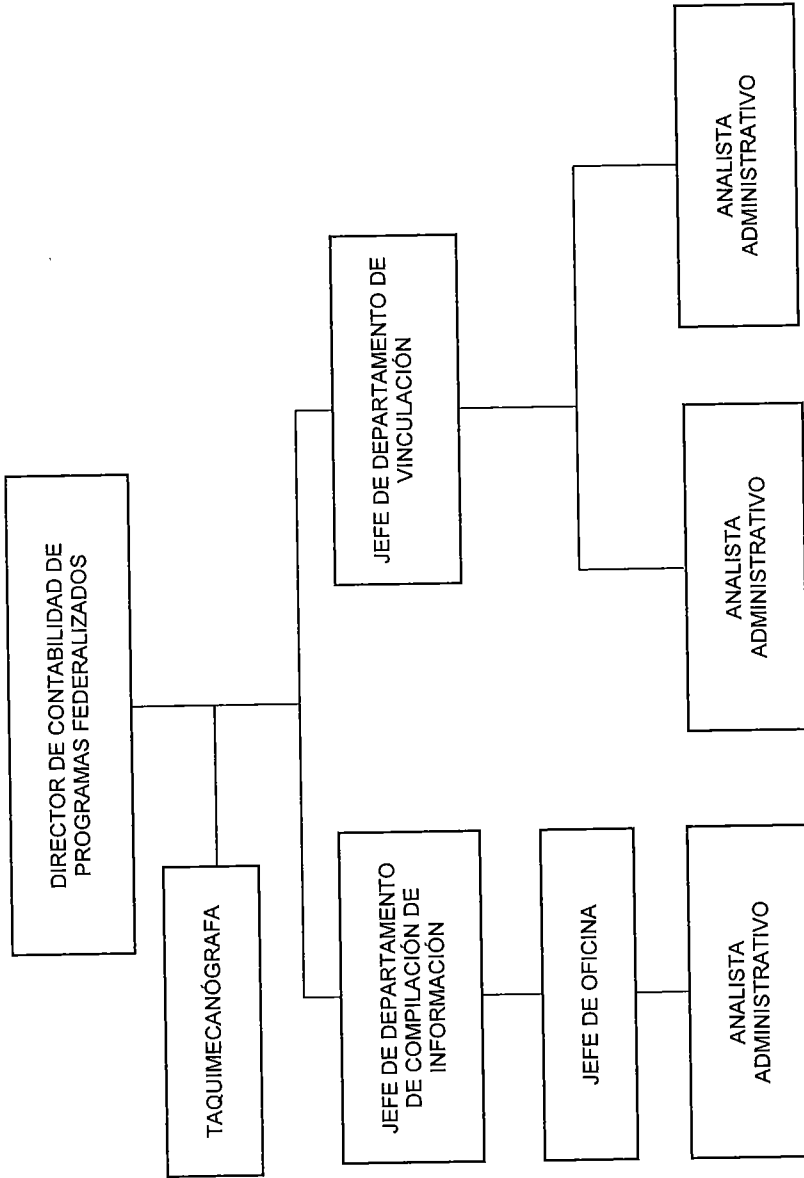 DIRECTOR DE CONTABILIDAD DE
PROGRAMAS FEDERALIZADOS
TAQUIMECANÓGRAFA
JEFE DE DEPARTAMENTO
DE COMPILACIÓN DE
INFORMACIÓN
JEFE DE DEPARTAMENTO DE
VINCULACIÓN
JEFE DE OFICINA
ANALISTA
ADMINISTRATIVO
ANALISTA
ADMINISTRATIVO
ANALISTA
ADMINISTRATIVO